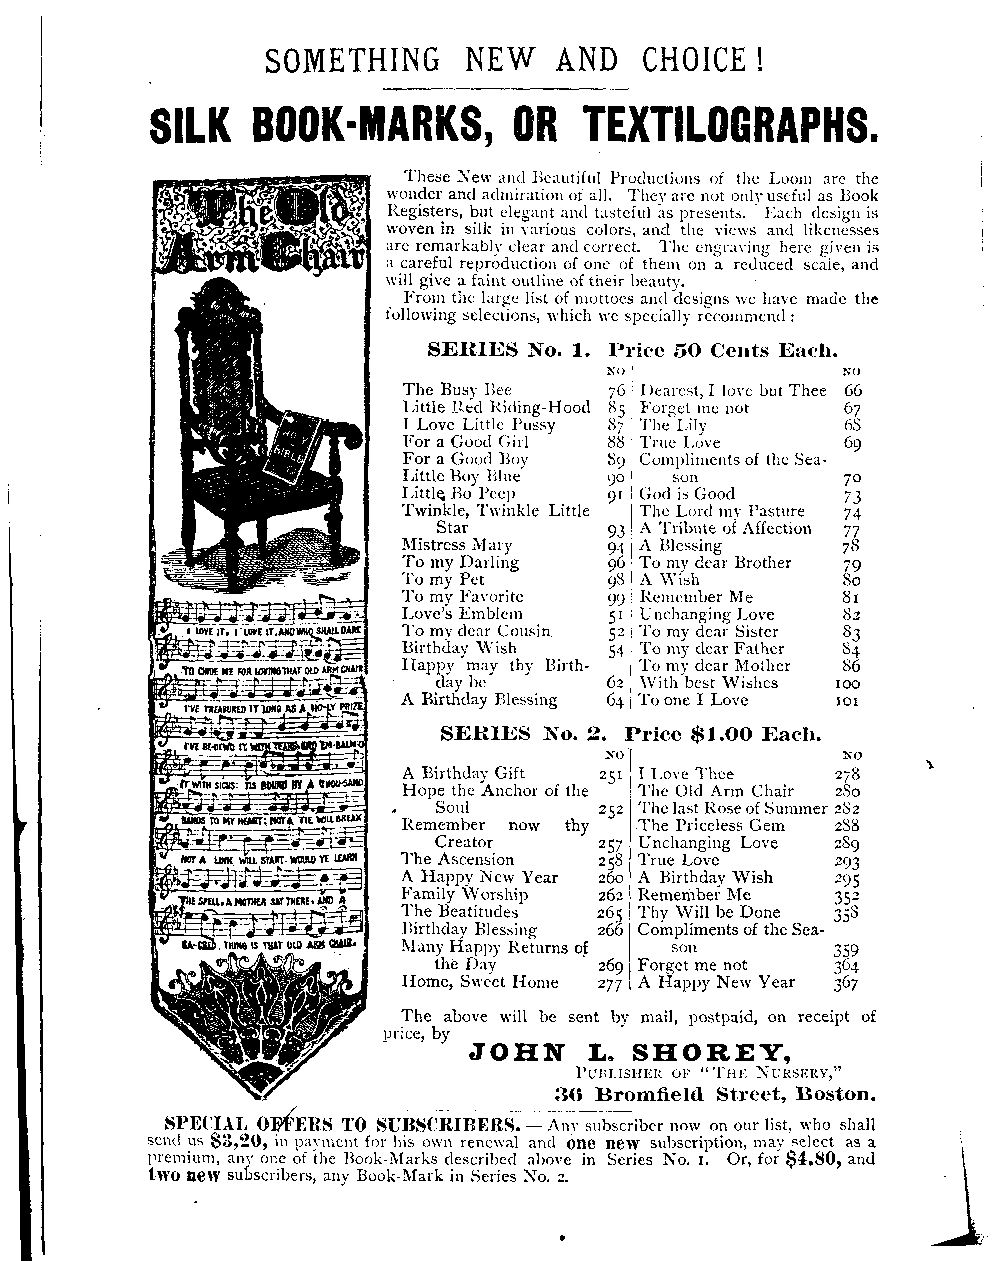 SOMETHING NEW AND CHOICE!
SILK BOOK-MARKS, OR TEXTILOGRAPHS.
The Old
Arm Chair
HOLY
BIBLE
I LOVE IT, I LOVE IT, AND WHO SHALL DARE
TO CHIDE ME FOR LOVING THAT OLD ARM CHAIR
I'VE TREASURED IT LONG AS A HO-LY PRIZE
I'VE BE-DEWD IT WITH TEARS AND EM-BALM-D
IT WITH SIGHS: TIS BOUND BY A THOU-SAND
BANDS TO MY HEART; NOT A TIE WILL BREAK
NOT A LINK WILL START. WOULD YE LEARN
THE SPELL, A MOTHER SAT THERE, AND A
SA-CRED THING IS THAT OLD ARM CHAIR.
These New and Beautiful Productions of the Loom are the
wonder and admiration of all. They are not only useful as Book
Registers, but elegant and tasteful as presents. Each design is
woven in silk in various colors, and the views and likenesses
are remarkably clear and correct. The engraving here given is
a careful reproduction of one of them on a reduced scale, and
will give a faint outline of their beauty.
From the large list of mottoes and designs we have made the
following selections, which we specially recommend:
SERIES No. 1. Price 50 Cents Each.
NO
The Busy Bee 76
Little Red Riding-Hood 85
I Love Little Pussy 87
For a Good Girl 88
For a Good Boy 89
Little Boy Blue 90
Little Bo Peep 91
Twinkle, Twinkle Little
Star 93
Mistress Mary 94
To my Darling 96
To my Pet 98
To my Favorite 99
Love's Emblem 51
To my dear Cousin 52
Birthday Wish 54
Happy may thy Birth-
day be 62
A Birthday Blessing 64
NO
Dearest, I love but Thee 66
Forget me not 67
The Lily 68
True Love 69
Compliments of the Sea-
son 70
God is Good 73
The Lord my Pasture 74
A Tribute of Affection 77
A Blessing 78
To my dear Brother 79
A Wish 80
Remember Me 81
Unchanging Love 82
To my dear Sister 83
To my dear Father 84
To my dear Mother 86
With best Wishes 100
To one I Love 101
SERIES No. 2. Price $1.00 Each.
NO
A Birthday Gift 251
Hope the Anchor of the
Soul 252
Remember now thy
Creator 257
The Ascension 258
A Happy New Year 260
Family Worship 262
The Beatitudes 265
Birthday Blessing 266
Many Happy Returns of
the Day 269
Home, Sweet Home 277
NO
I Love Thee 278
The Old Arm Chair 280
The last Rose of Summer 282
The Priceless Gem 288
Unchanging Love 289
True Love 293
A Birthday Wish 295
Remember Me 352
Thy Will be Done 358
Compliments of the Sea-
son 359
Forget me not 364
A Happy New Year 367
The above will be sent by mail, postpaid, on receipt of
price, by
JOHN L. SHOREY,
PUBLISHER OF "THE NURSERY,"
36 Bromfield Street, Boston.
SPECIAL OFFERS TO SUBSCRIBERS. — Any subscriber now on our list, who shall
send us $3,20, in payment for his own renewal and one new subscription, may select as a
premium, any one of the Book-Marks described above in Series No. 1. Or, for $4.80, and
two new subscribers, any Book-Mark in Series No. 2.